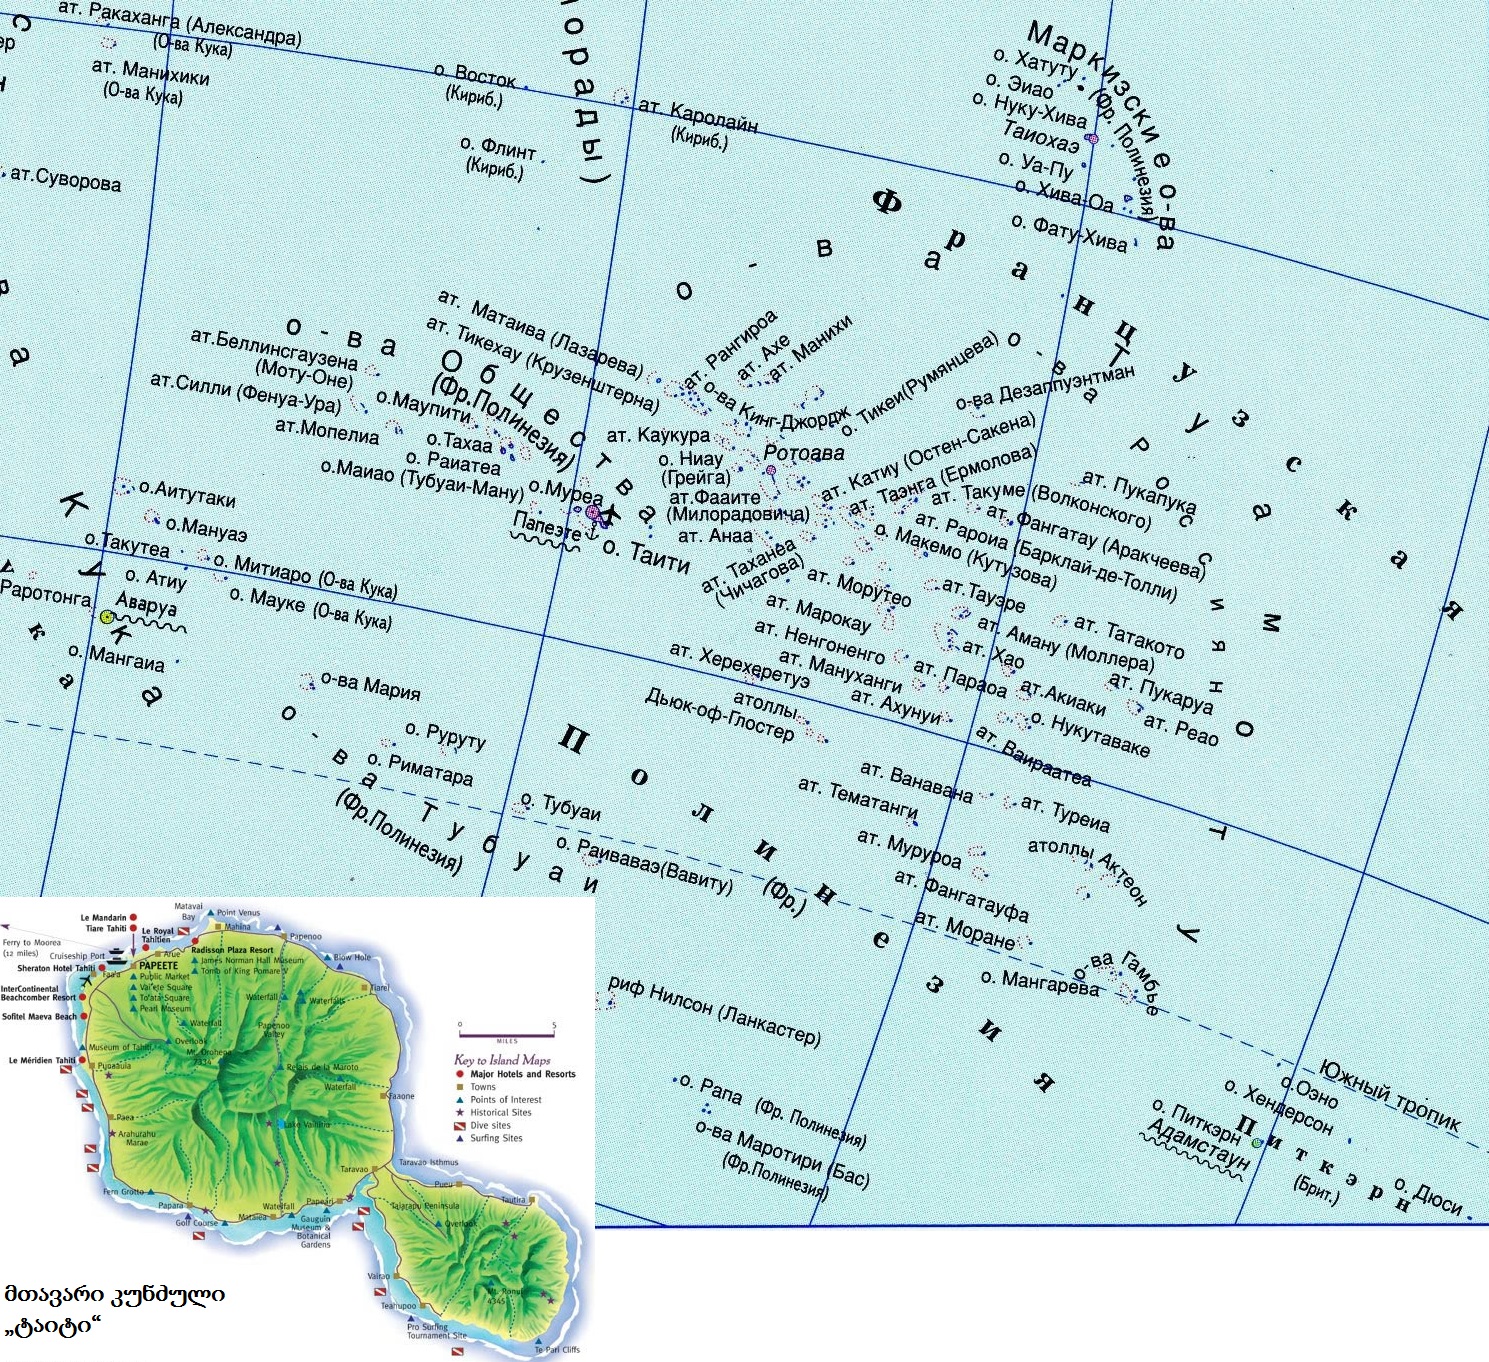 ат. Ракаханга (Александра)
(О-ва Кука)
ат. Манихики
(О-ва Кука)
ат.Суворова
о. Восток
(Кириб.)
о. Флинт
(Кириб.)
ат. Каролайн
(Кириб.)
орады)
Маркизские о-ва
(Фр. Полинезия)
о. Хатуту
о. Эиао
о. Нуку-Хива
Таиохаэ
о. Уа-Пу
о. Хива-Оа
о. Фату-Хива
Французская
Полинезия
(Фр.)
о-ва Общества
(Фр.Полинезия)
ат. Матаива (Лазарева)
ат. Тикехау (Крузенштерна)
ат.Беллинсгаузена
(Моту-Оне)
ат.Силли (Фенуа-Ура)
о.Маупити
ат.Мопелиа
о.Тахаа
о. Раиатеа
о.Маиао (Тубуаи-Ману)
о.Муреа
Папеэте
о. Таити
о-ва
Туамоту
о-ва Россиян
ат. Рангироа
ат. Ахе
ат. Манихи
о-ва Кинг-Джордж
о. Тикеи(Румянцева)
о-ва Дезаппуэнтман
ат. Каукура
Ротоава
о. Ниау
(Грейга)
ат.Фааите
(Милорадовича)
ат. Анаа
ат. Катиу (Остен-Сакена)
ат. Таэнга (Ермолова)
ат. Такуме (Волконского)
ат. Пукапука
ат. Фангатау (Аракчеева)
ат. Рароиа (Барклай-де-Толли)
о. Макемо (Кутузова)
ат. Таханеа
(Чичагова)
ат. Морутео
ат.Тауэре
ат. Марокау
ат. Татакото
ат. Аману (Моллера)
ат. Ненгоненго
ат. Хао
ат. Херехеретуэ
ат. Мануханги
ат. Параоа
ат. Пукаруа
ат.Акиаки
ат. Реао
ат. Ахунуи
о. Нукутаваке
атоллы
Дьюк-оф-Глостер
ат. Ваираатеа
ат. Ванавана
ат. Туреиа
ат. Тематанги
ат. Муруроа
атоллы Актеон
ат. Фангатауфа
ат. Моране
о-ва Гамбье
о. Мангарева
о.Аитутаки
о.Мануаэ
о.Такутеа
о. Митиаро (О-ва Кука)
о. Атиу
о. Мауке (О-ва Кука)
Раротонга
Аваруа
о. Мангаиа
Кука
о-ва Мария
о. Руруту
о. Риматара
о-ва Тубуаи
(Фр.Полинезия)
о. Тубуаи
о. Раиваваэ(Вавиту)
риф Нилсон (Ланкастер)
о. Рапа (Фр. Полинезия)
о-ва Маротири (Бас)
(Фр.Полинезия)
Южный тропик
о.Оэно
о. Хендерсон
о. Питкэрн
Адамстаун
Питкэрн
(Брит.)
о. Дюси
Matavai
Bay
Point Venus
Le Mandarin
Tiare Tahiti
Mahina
Le Royal
Tahitien
Papenoo
Ferry to Moorea
(12 miles)
Cruiseship Port
Arue
Radisson Plaza Resort
James Norman Hall Museum
Tomb of King Pomare V
Blow Hole
Sheraton Hotel Tahiti
PAPEETE
Faa'a
Public Market
Vai'ete Square
To'ata Square
Pearl Museum
InterContinental
Beachcomber Resort
Tiarei
Waterfall
Waterfalls
Sofitel Maeva Beach
Waterfall
Papenoo
Valley
Overlook
Museum of Tahiti
Mt. Orohena
7334
Le Méridien Tahiti
Punaauia
Relais de la Maroto
Waterfall
Faaone
Paea
Lake Vaihiria
Arahurahu
Marae
Taravao
Taravao Isthmus
Fern Grotto
Papara
Golf Course
Mataiea
Waterfall
Papeari
Gauguin
Museum &
Botanical
Gardens
Pueu
Tautira
Taiarapu Peninsula
Overlook
Vairao
Mt. Ronui
4345
Teahupoo
Pro Surfing
Tournament Site
Te Pari Cliffs
0 5
MILES
Key to Island Maps
Major Hotels and Resorts
Towns
Points of Interest
Historical Sites
Dive sites
Surfing Sites
მთავარი კუნძული
„ტაიტი“